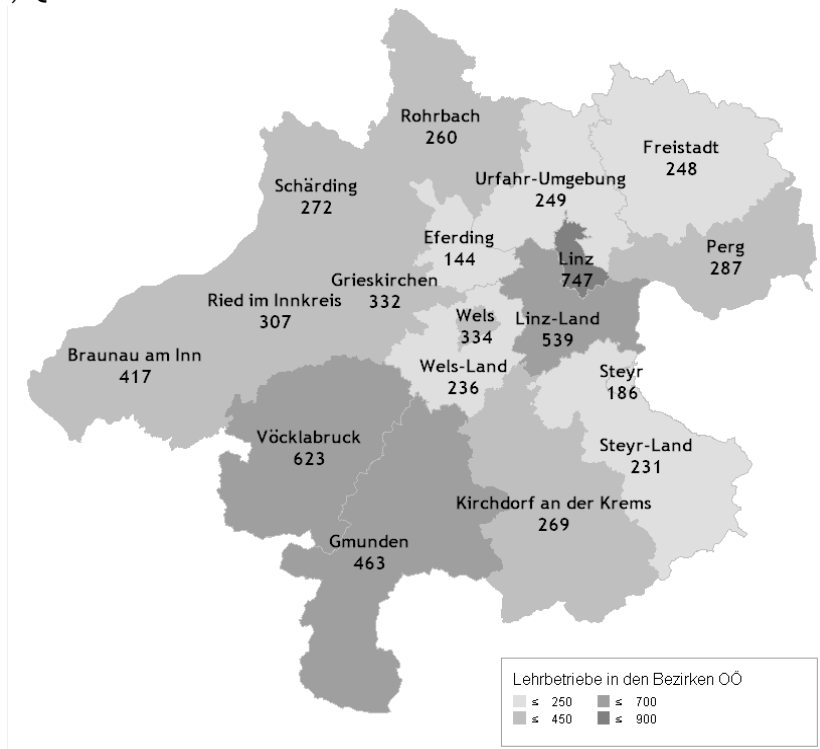 Rohrbach
260
Freistadt
248
Schärding
272
Urfahr-Umgebung
249
Eferding
144
Perg
287
Linz
747
Grieskirchen
332
Ried im Innkreis
307
Wels
334
Linz-Land
539
Braunau am Inn
417
Wels-Land
236
Steyr
186
Vöcklabruck
623
Steyr-Land
231
Kirchdorf an der Krems
269
Gmunden
463
Lehrbetriebe in den Bezirken OÖ
≤ 250 ≤ 700
≤ 450 ≤ 900